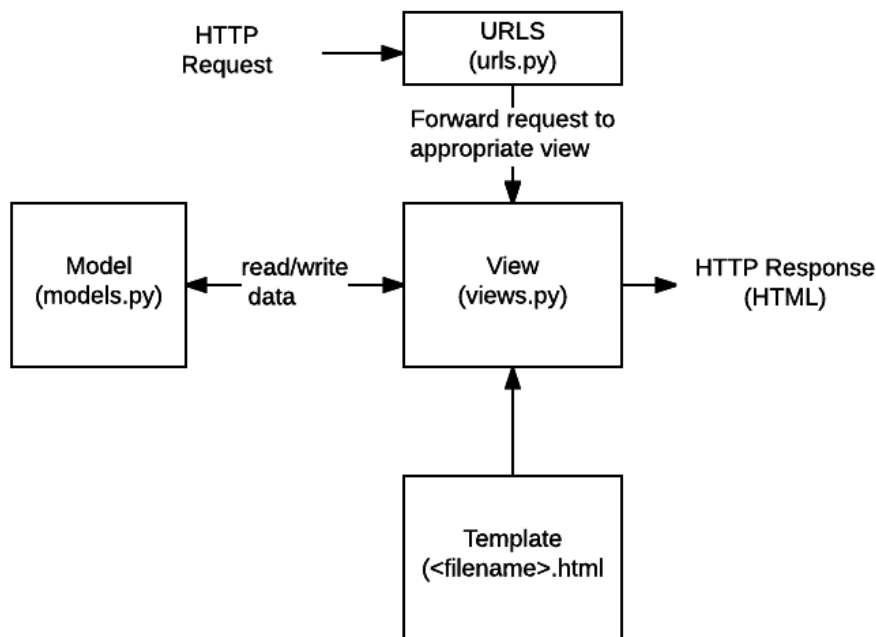 HTTP
Request
URLS
(urls.py)
Forward request to
appropriate view
Model
(models.py)
read/write
data
View
(views.py)
HTTP Response
(HTML)
Template
(<filename>.html